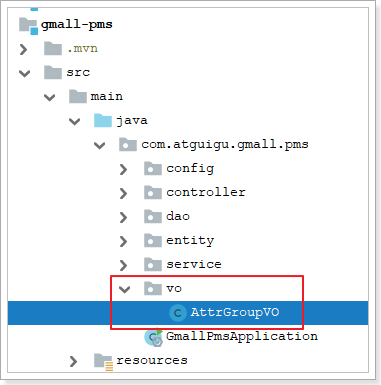 gmall-pms
.mvn
src
main
java
com.atguigu.gmall.pms
config
controller
dao
entity
service
vo
AttrGroupVO
GmallPmsApplication
resources